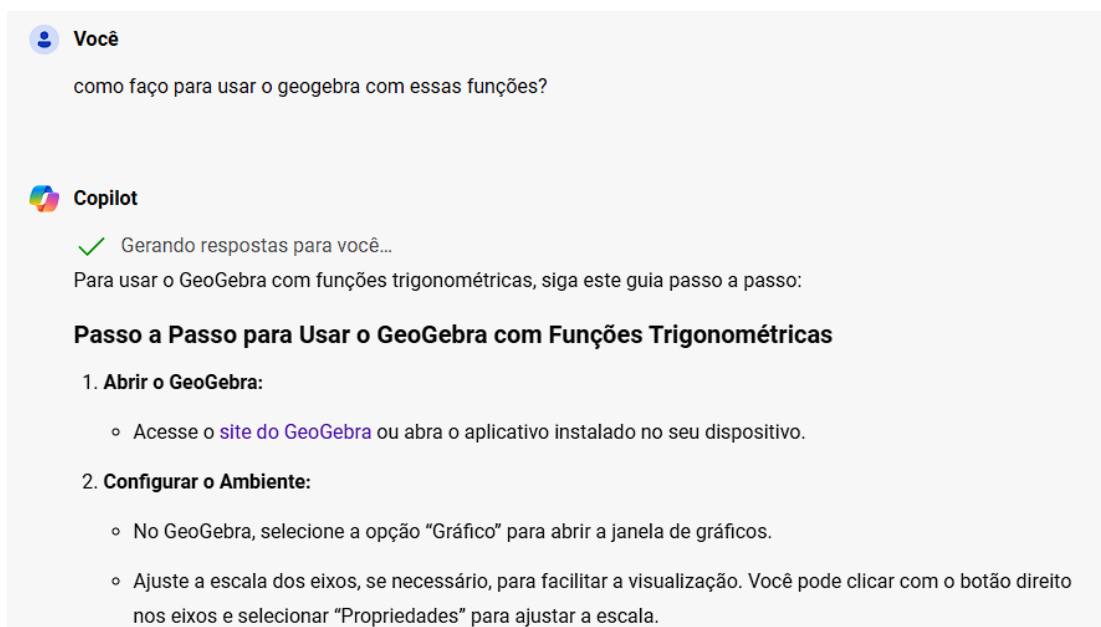 Você
como faço para usar o geogebra com essas funções?
Copilot
Gerando respostas para você...
Para usar o GeoGebra com funções trigonométricas, siga este guia passo a passo:
Passo a Passo para Usar o GeoGebra com Funções Trigonométricas
1. Abrir o GeoGebra:
Acesse o site do GeoGebra ou abra o aplicativo instalado no seu dispositivo.
2. Configurar o Ambiente:
No GeoGebra, selecione a opção “Gráfico” para abrir a janela de gráficos.
Ajuste a escala dos eixos, se necessário, para facilitar a visualização. Você pode clicar com o botão direito
nos eixos e selecionar “Propriedades” para ajustar a escala.